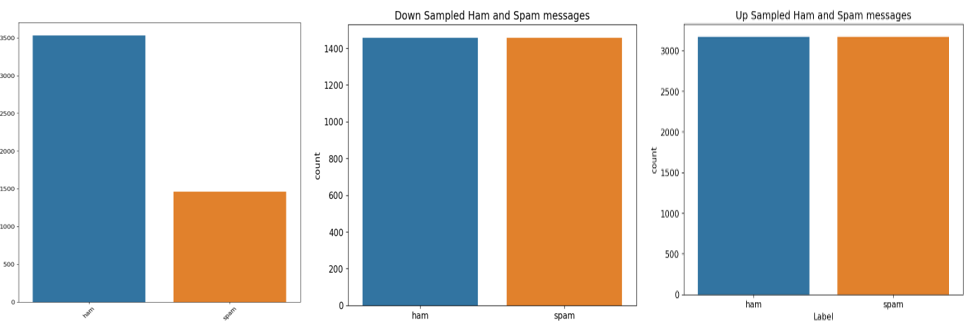 3500
3000
2500
2000
1500
1000
500
0
ham
spam
Down Sampled Ham and Spam messages
count
1400
1200
1000
800
600
400
200
0
ham
spam
Up Sampled Ham and Spam messages
count
3000
2500
2000
1500
1000
500
0
ham
spam
Label